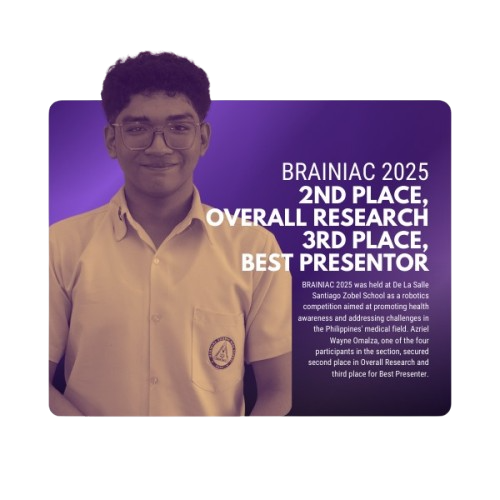 BRAINIAC 2025
2ND PLACE,
OVERALL RESEARCH
3RD PLACE,
BEST PRESENTOR
BRAINIAC 2025 was held at De La Salle
Santiago Zobel School as a robotics
competition aimed at promoting health
awareness and addressing challenges in
the Philippines' medical field. Azriel
Wayne Omalza, one of the four
participants in the section, secured
second place in Overall Research and
third place for Best Presenter.